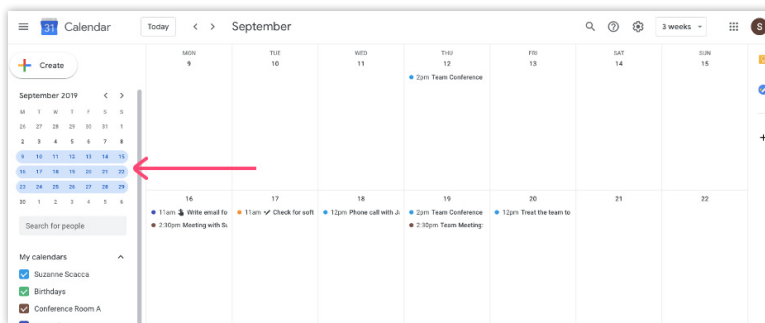 31 Calendar Today < > September 3 weeks S
MON TUE WED THU FRI SAT SUN
9 10 11 12 13 14 15
Create
2pm Team Conference
September 2019 < >
M T W T F S S
26 27 28 29 30 31 1
2 3 4 5 6 7 8
9 10 11 12 13 14 15
16 17 18 19 20 21 22
23 24 25 26 27 28 29
30 1 2 3 4 5 6
16 17 18 19 20 21 22
11am Write email fo 11am ✓ Check for soft 12pm Phone call with J 2pm Team Conference 12pm Treat the team to
2:30pm Meeting with Su 2:30pm Team Meeting:
Search for people
My calendars
Suzanne Scacca
Birthdays
Conference Room A